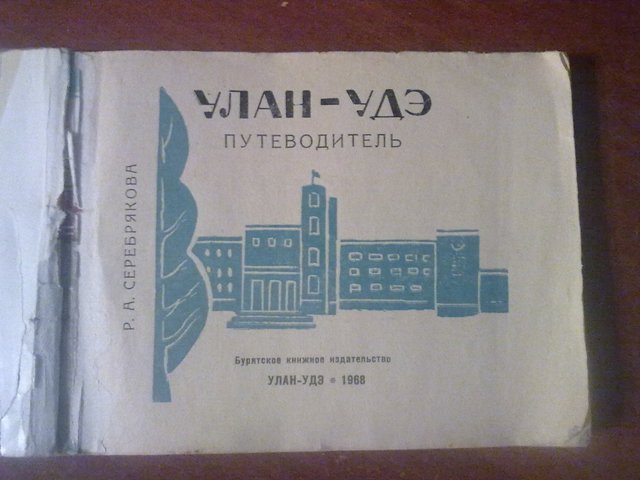 УЛАН-УДЭ
ПУТЕВОДИТЕЛЬ
Р. А. СЕРЕБРЯКОВА
Бурятское книжное издательство
УЛАН-УДЭ * 1968